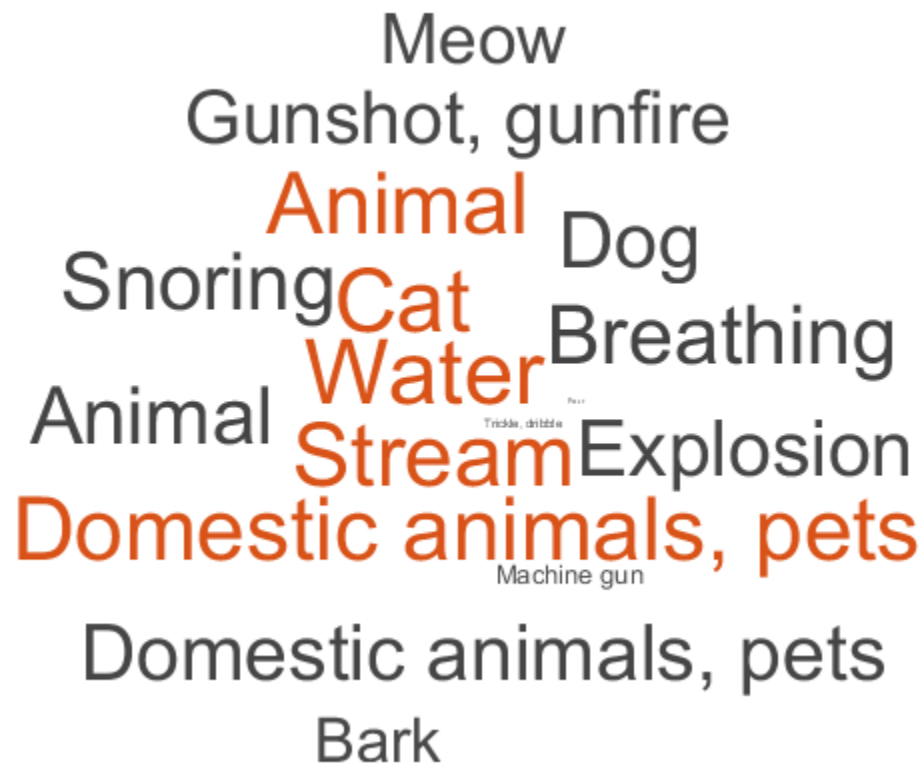 Meow
Gunshot, gunfire
Animal
Dog
Snoring
Cat
Breathing
Water
Pour
Animal
Trickle, dribble
Stream
Explosion
Domestic animals, pets
Machine gun
Domestic animals, pets
Bark